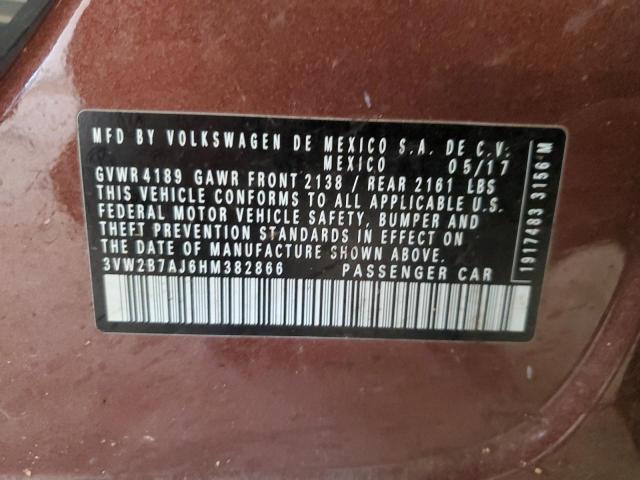 MFD BY VOLKSWAGEN DE MEXICO S.A. DE C.V.
MEXICO 05/17
GVWR 4189 GAWR FRONT 2138 / REAR 2161 LBS
THIS VEHICLE CONFORMS TO ALL APPLICABLE U.S.
FEDERAL MOTOR VEHICLE SAFETY, BUMPER AND
THEFT PREVENTION STANDARDS IN EFFECT ON
THE DATE OF MANUFACTURE SHOWN ABOVE.
3VW2B7AJ6HM382866 PASSENGER CAR
1917483 3156 M